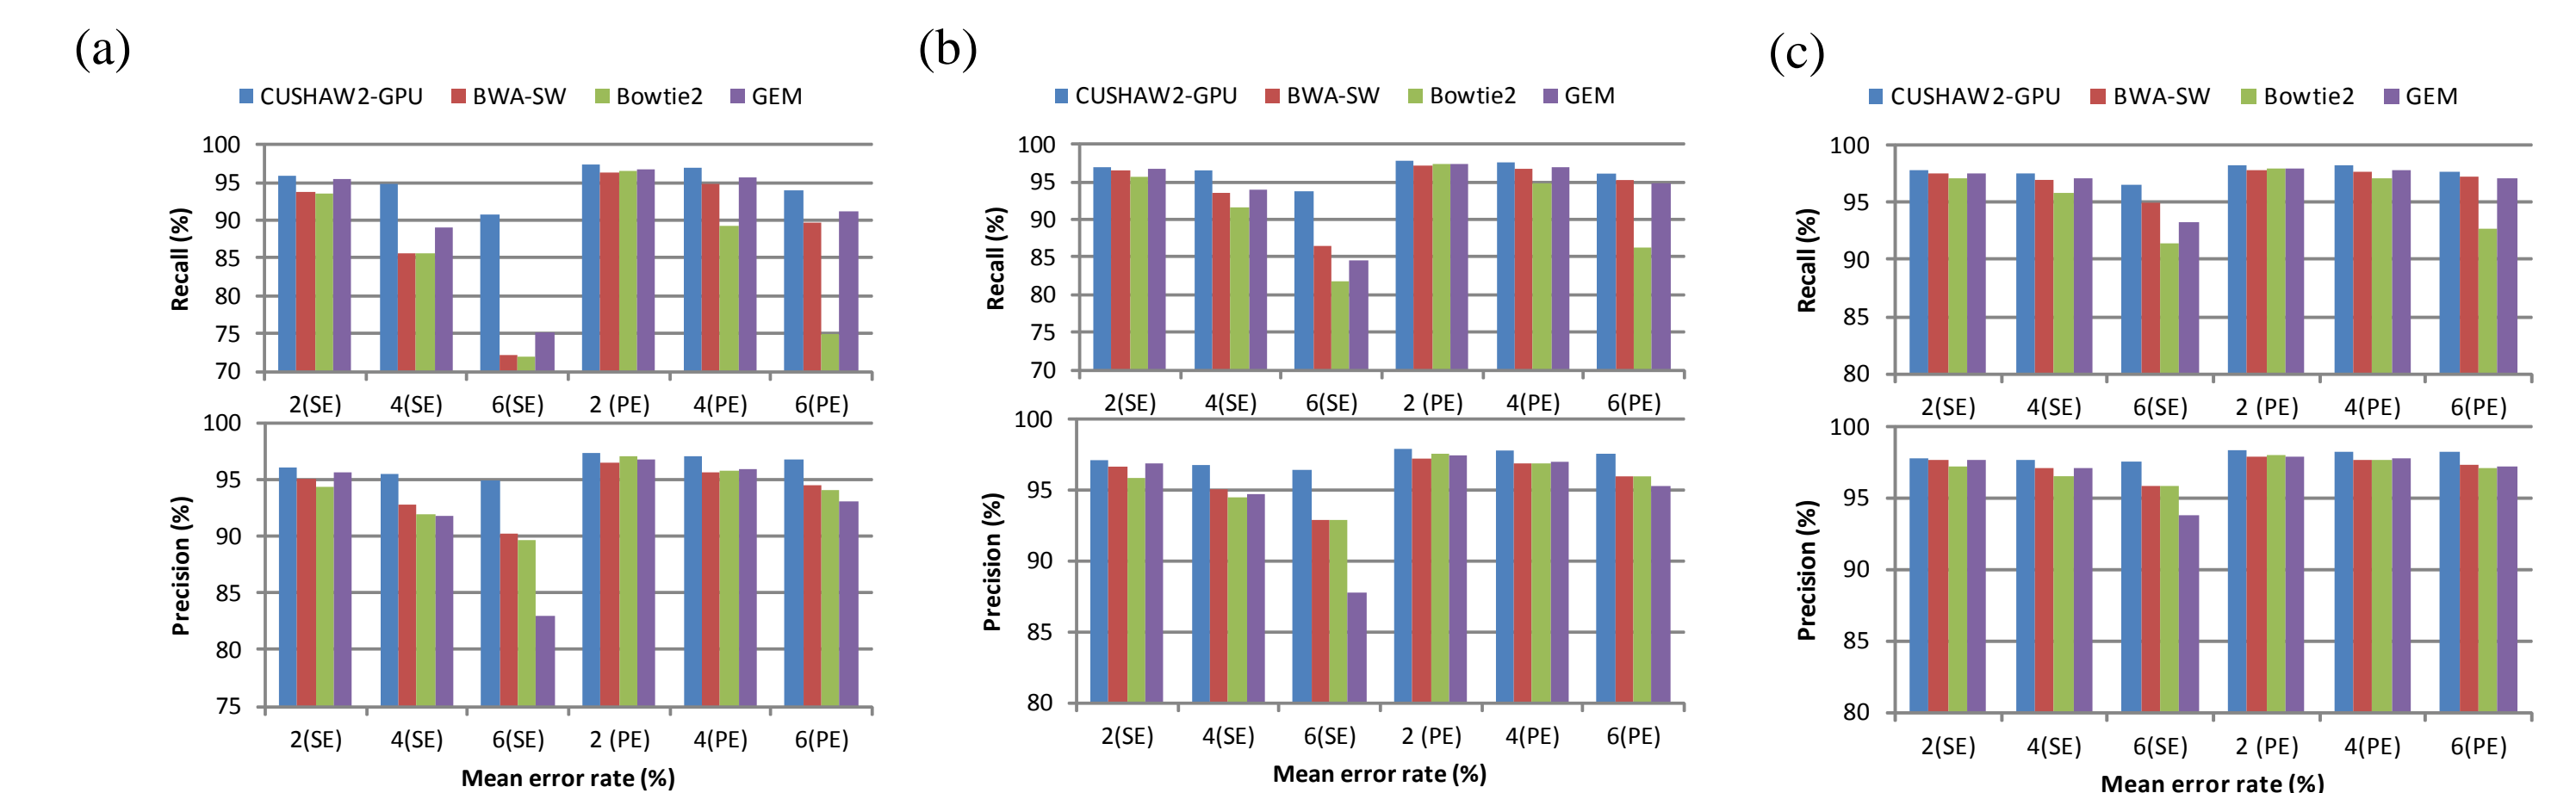 (a)
CUSHAW2-GPU BWA-SW Bowtie2 GEM
Recall (%)
100
95
90
85
80
75
70
2(SE) 4(SE) 6(SE) 2 (PE) 4(PE) 6(PE)
Precision (%)
100
95
90
85
80
75
2(SE) 4(SE) 6(SE) 2 (PE) 4(PE) 6(PE)
Mean error rate (%)
(b)
CUSHAW2-GPU BWA-SW Bowtie2 GEM
Recall (%)
100
95
90
85
80
75
70
2(SE) 4(SE) 6(SE) 2 (PE) 4(PE) 6(PE)
Precision (%)
100
95
90
85
80
2(SE) 4(SE) 6(SE) 2 (PE) 4(PE) 6(PE)
Mean error rate (%)
(c)
CUSHAW2-GPU BWA-SW Bowtie2 GEM
Recall (%)
100
95
90
85
80
2(SE) 4(SE) 6(SE) 2 (PE) 4(PE) 6(PE)
Precision (%)
100
95
90
85
80
2(SE) 4(SE) 6(SE) 2 (PE) 4(PE) 6(PE)
Mean error rate (%)